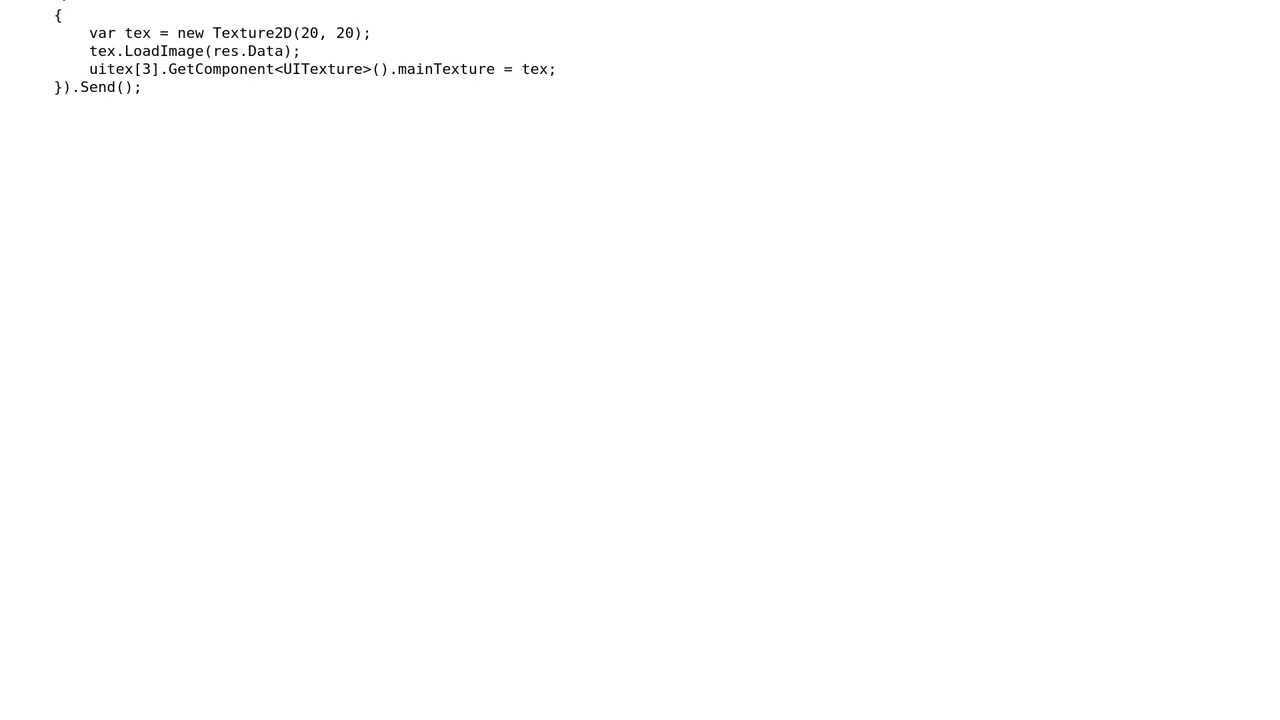 {
    var tex = new Texture2D(20, 20);
    tex.LoadImage(res.Data);
    uitex[3].GetComponent<UITexture>().mainTexture = tex;
}).Send();